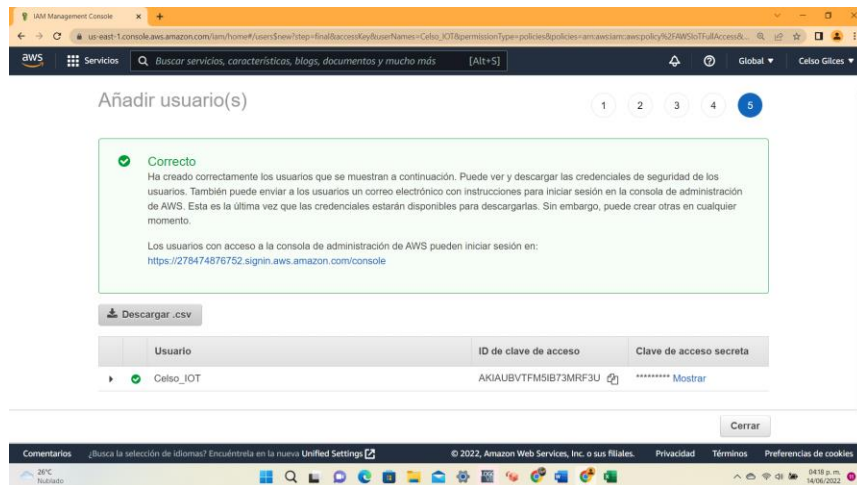 IAM Management Console
us-east-1.console.aws.amazon.com/iam/home#/users$new?step=final&accessKey&userNames=Celso_IOT&permissionType=policies&policies=arn:aws:iam::aws:policy%2FAWSIoTFullAccess&...
aws Servicios Buscar servicios, características, blogs, documentos y mucho más [Alt+S] Global Celso Gilces
Añadir usuario(s) 1 2 3 4 5
Correcto
Ha creado correctamente los usuarios que se muestran a continuación. Puede ver y descargar las credenciales de seguridad de los
usuarios. También puede enviar a los usuarios un correo electrónico con instrucciones para iniciar sesión en la consola de administración
de AWS. Esta es la última vez que las credenciales estarán disponibles para descargarlas. Sin embargo, puede crear otras en cualquier
momento.
Los usuarios con acceso a la consola de administración de AWS pueden iniciar sesión en:
https://278474876752.signin.aws.amazon.com/console
Descargar .csv
Usuario ID de clave de acceso Clave de acceso secreta
Celso_IOT AKIAUBVTFM5IB73MRF3U ********* Mostrar
Cerrar
Comentarios ¿Busca la selección de idiomas? Encuéntrela en la nueva Unified Settings © 2022, Amazon Web Services, Inc. o sus filiales. Privacidad Términos Preferencias de cookies
26°C 04:18 p. m.
Nublado 14/06/2022